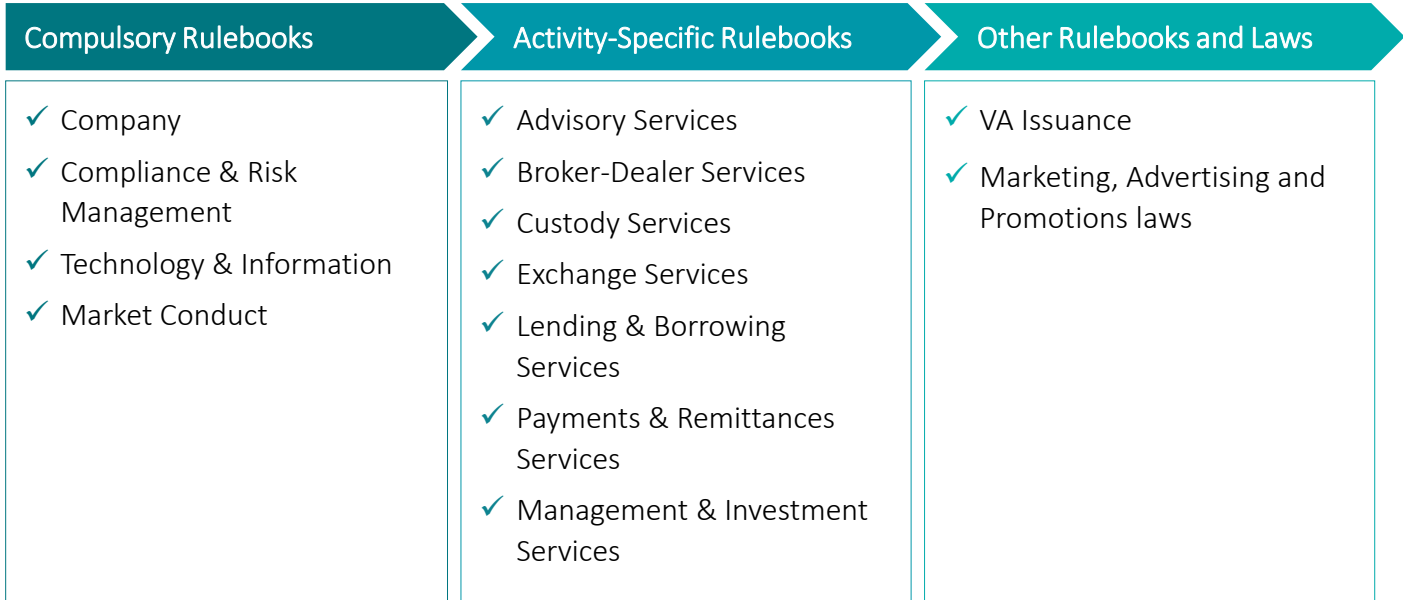 Compulsory Rulebooks
Activity-Specific Rulebooks
Other Rulebooks and Laws
Company
Compliance & Risk
Management
Technology & Information
Market Conduct
Advisory Services
Broker-Dealer Services
Custody Services
Exchange Services
Lending & Borrowing
Services
Payments & Remittances
Services
Management & Investment
Services
VA Issuance
Marketing, Advertising and
Promotions laws